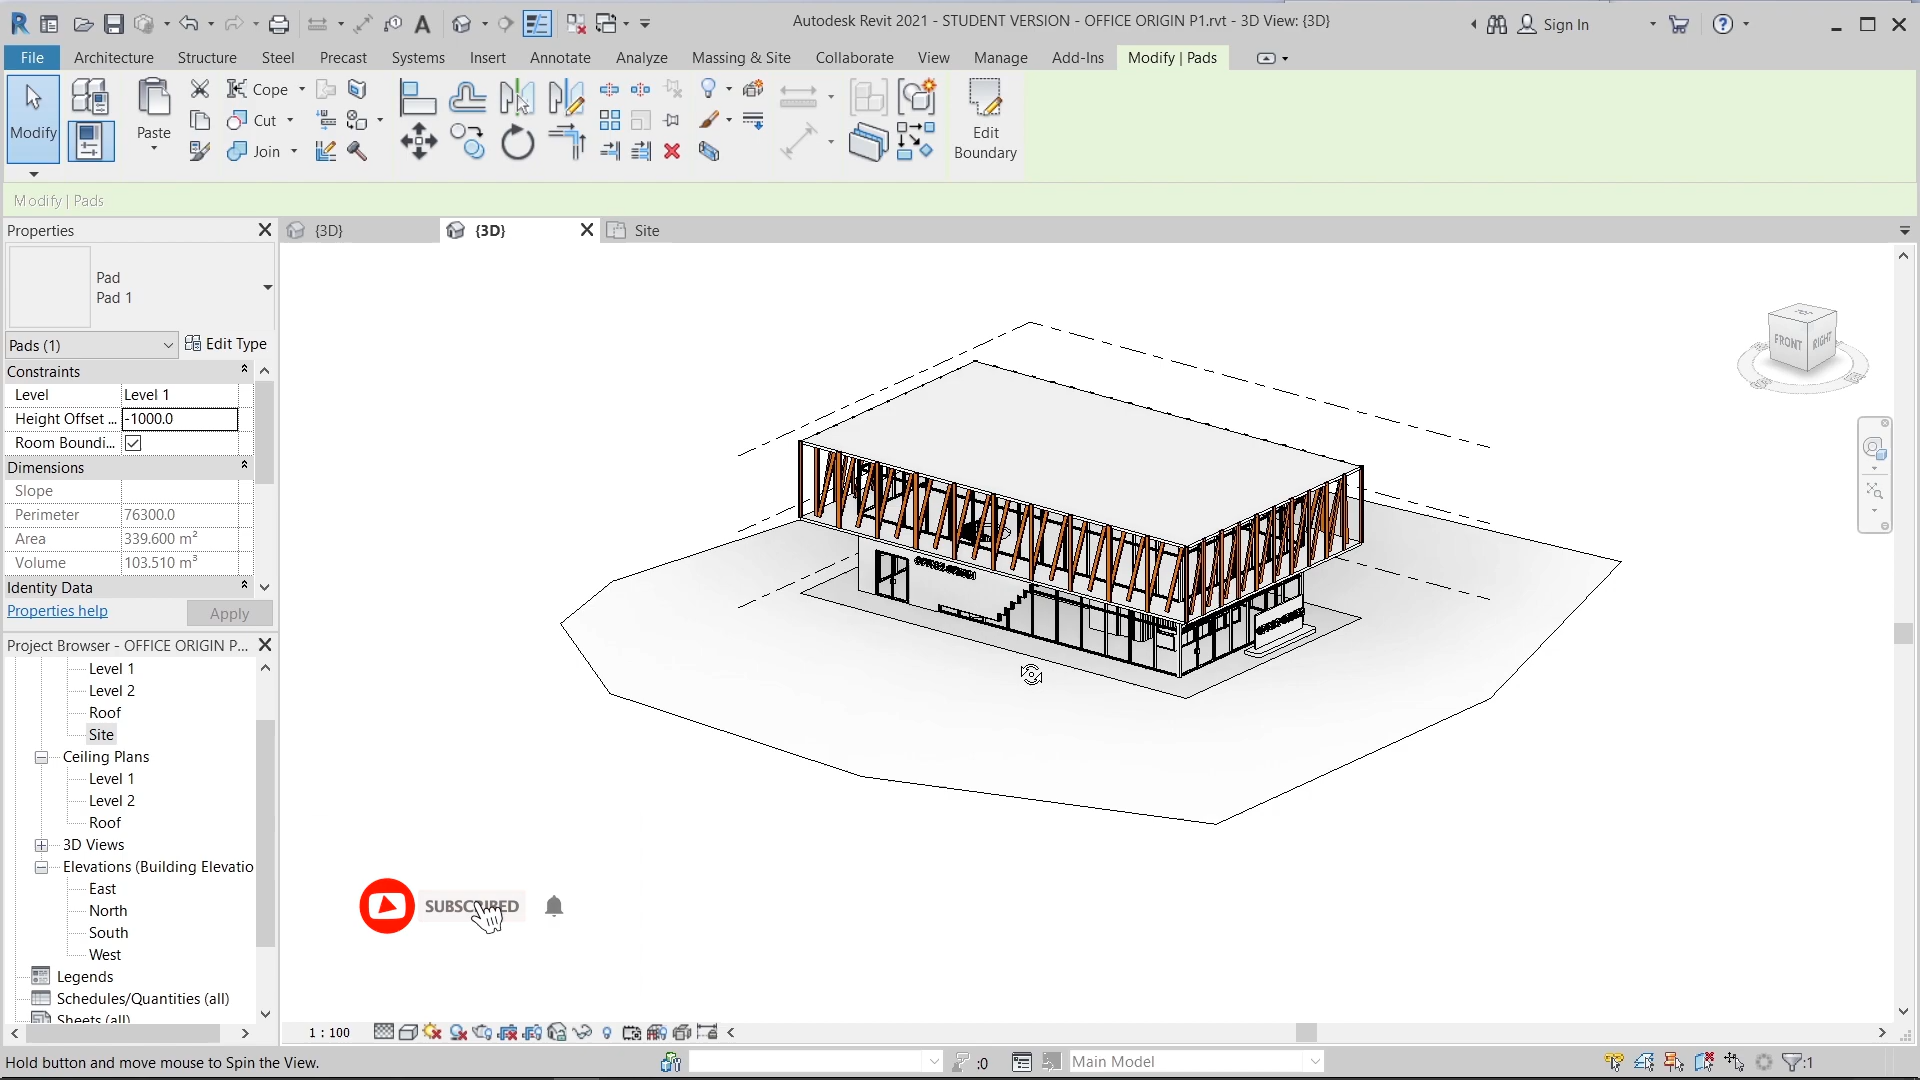 Autodesk Revit 2021 - STUDENT VERSION - OFFICE ORIGIN P1.rvt - 3D View: {3D}
Sign In
File Architecture Structure Steel Precast Systems Insert Annotate Analyze Massing & Site Collaborate View Manage Add-Ins Modify | Pads
Modify
Paste
Cope
Cut
Join
Edit
Boundary
Modify | Pads
Properties
{3D}
{3D}
Site
Pad
Pad 1
Pads (1)
Edit Type
Constraints
Level Level 1
Height Offset ... -1000.0
Room Boundi...
Dimensions
Slope
Perimeter 76300.0
Area 339.600 m²
Volume 103.510 m³
Identity Data
Properties help
Apply
FRONT
RIGHT
Project Browser - OFFICE ORIGIN P...
Level 1
Level 2
Roof
Site
Ceiling Plans
Level 1
Level 2
Roof
3D Views
Elevations (Building Elevatio
East
North
South
West
Legends
Schedules/Quantities (all)
Sheets (all)
SUBSCRIBED
1 : 100
Hold button and move mouse to Spin the View.
:0
Main Model
:1